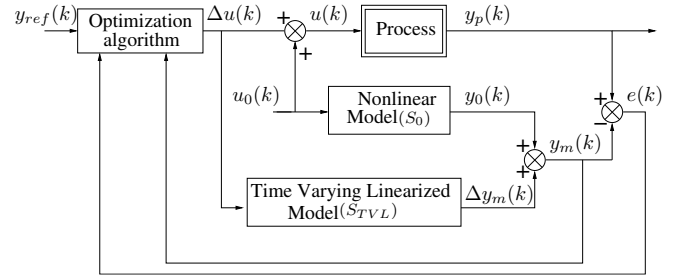 y_ref(k)
Optimization
algorithm
Δu(k)
+
+
u(k)
Process
y_p(k)
u_0(k)
Nonlinear
Model(S_0)
y_0(k)
+
+
y_m(k)
+
−
e(k)
Time Varying Linearized
Model(S_TVL)
Δy_m(k)